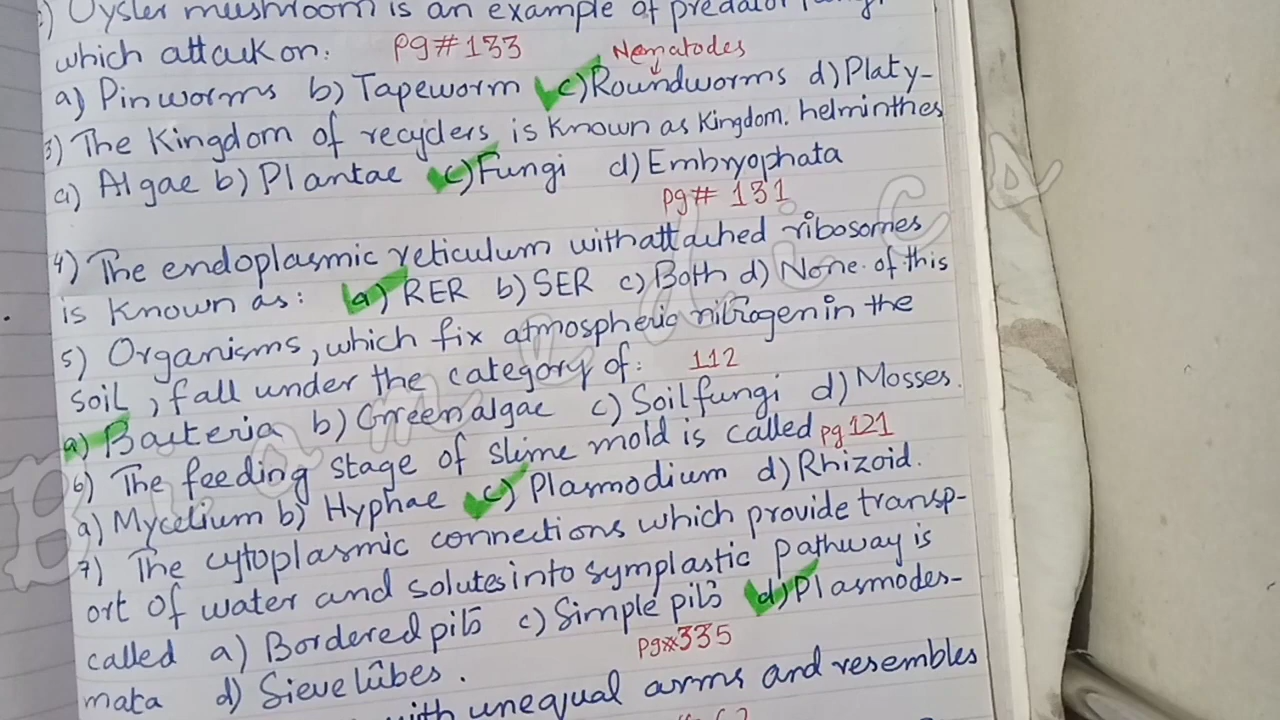 2) Oyster meeshroom is an example of predator fungi
which attack on: pg#133 Nematodes
a) Pinworms b) Tapeworm c) Roundworms d) Platy-
3) The Kingdom of recyclers is known as Kingdom. helminthes
a) Algae b) Plantae c) Fungi d) Embryophata
pg# 131
4) The endoplasmic reticulum with attached ribosomes
is known as: a) RER b) SER c) Both d) None of this
5) Organisms, which fix atmospheric nitrogen in the
soil, fall under the category of: 112
a) Bacteria b) Green algae c) Soil fungi d) Mosses.
6) The feeding stage of slime mold is called pg 121
a) Mycelium b) Hyphae c) Plasmodium d) Rhizoid.
7) The cytoplasmic connections which provide transp-
ort of water and solutes into symplastic pathway is
called a) Bordered pits c) Simple pits d) Plasmodes-
pg#335
mata d) Sieve tubes.
with unequal arms and resembles